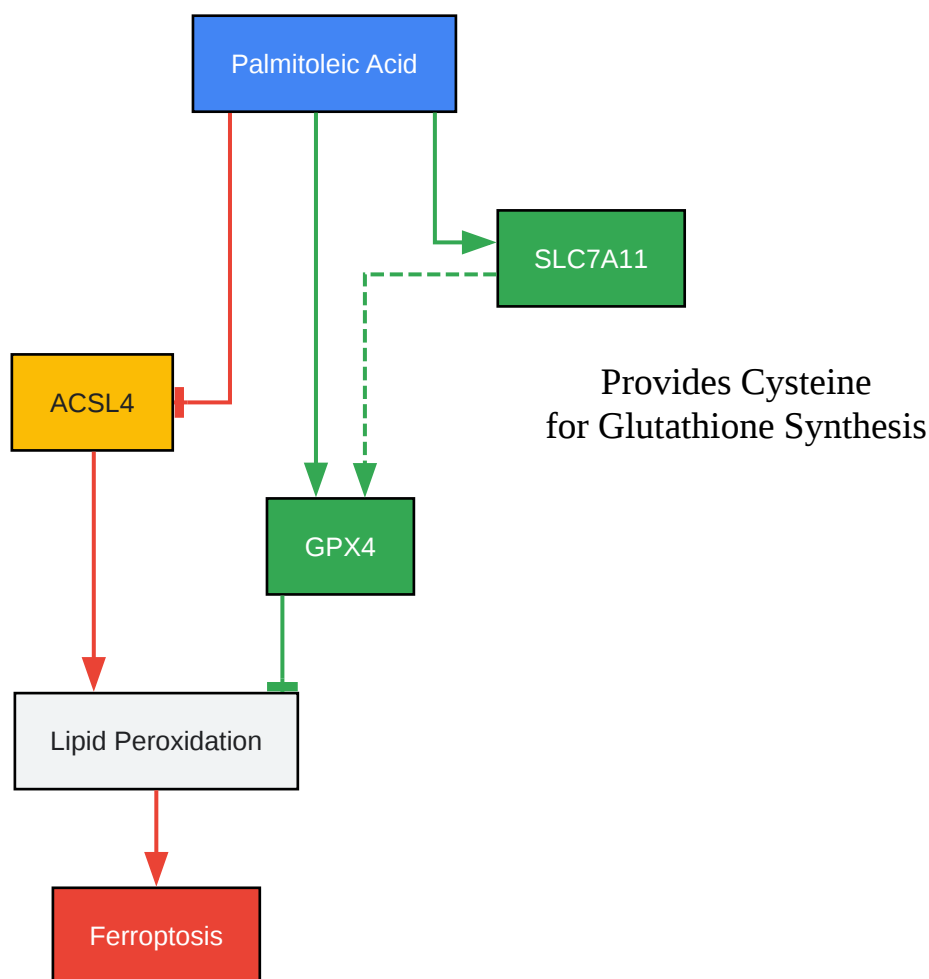 Palmitoleic Acid
SLC7A11
Provides Cysteine
for Glutathione Synthesis
ACSL4
GPX4
Lipid Peroxidation
Ferroptosis